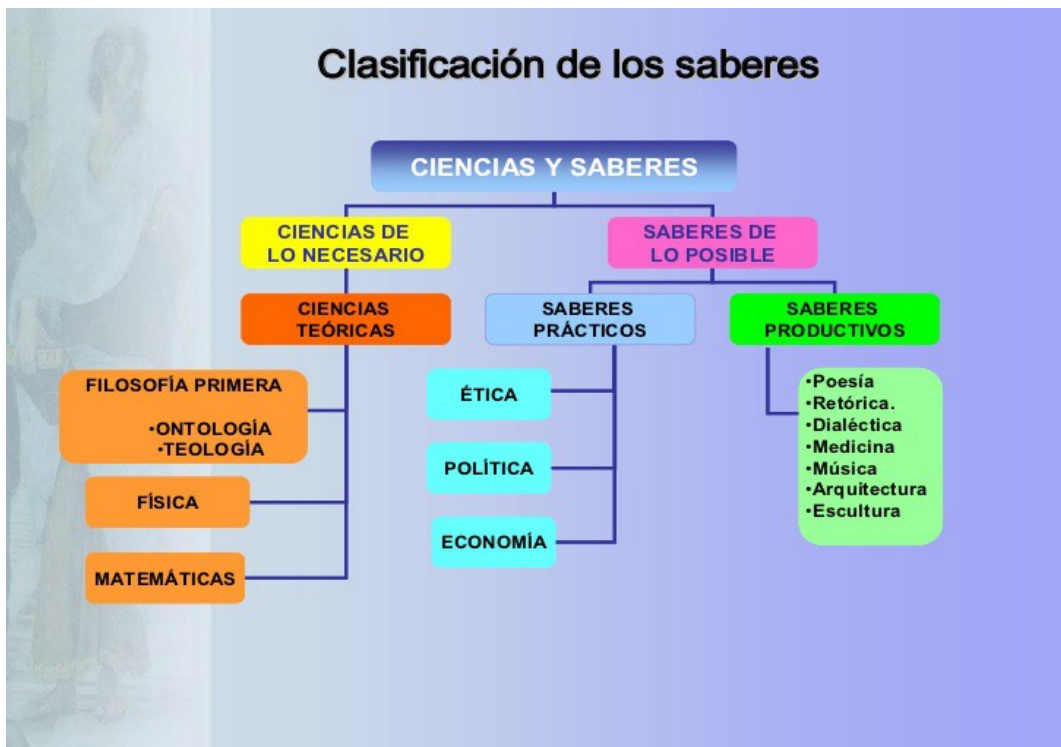 Clasificación de los saberes
CIENCIAS Y SABERES
CIENCIAS DE
LO NECESARIO
SABERES DE
LO POSIBLE
CIENCIAS
TEÓRICAS
SABERES
PRÁCTICOS
SABERES
PRODUCTIVOS
FILOSOFÍA PRIMERA
•ONTOLOGÍA
•TEOLOGÍA
FÍSICA
MATEMÁTICAS
ÉTICA
POLÍTICA
ECONOMÍA
•Poesía
•Retórica.
•Dialéctica
•Medicina
•Música
•Arquitectura
•Escultura